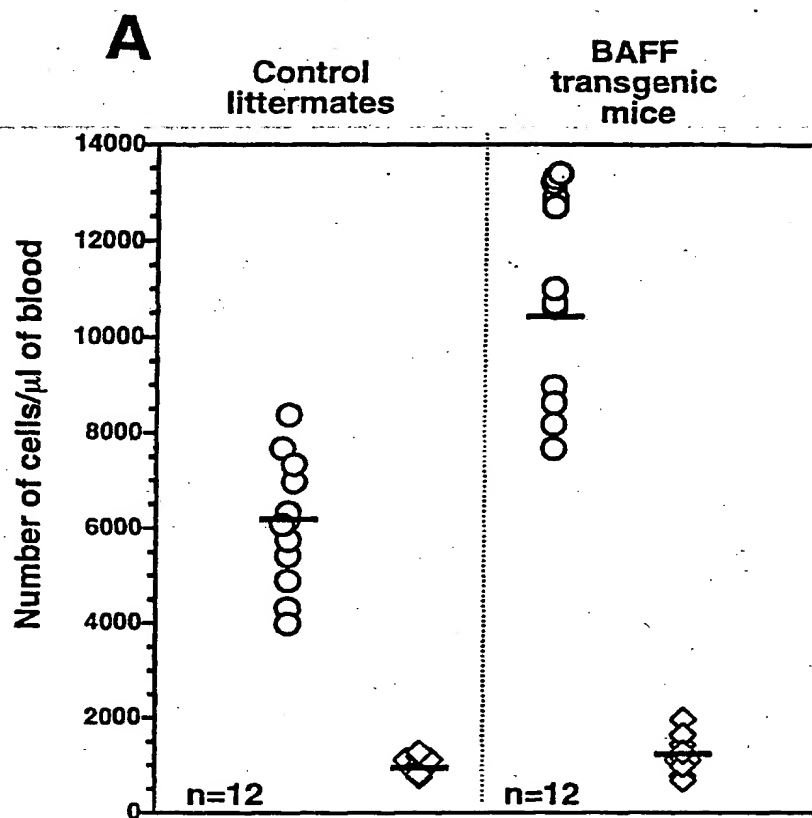 A
Control
littermates
BAFF
transgenic
mice
Number of cells/µl of blood
14000
12000
10000
8000
6000
4000
2000
0
n=12
n=12